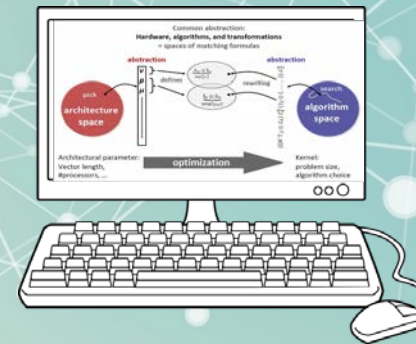 Common abstraction:
Hardware, algorithms, and transformations
= spaces of matching formulas
abstraction
abstraction
ν
p
μ
defines
rewriting
pick
search
architecture
space
algorithm
space
Architectural parameter:
Vector length,
#processors, ...
optimization
Kernel:
problem size,
algorithm choice